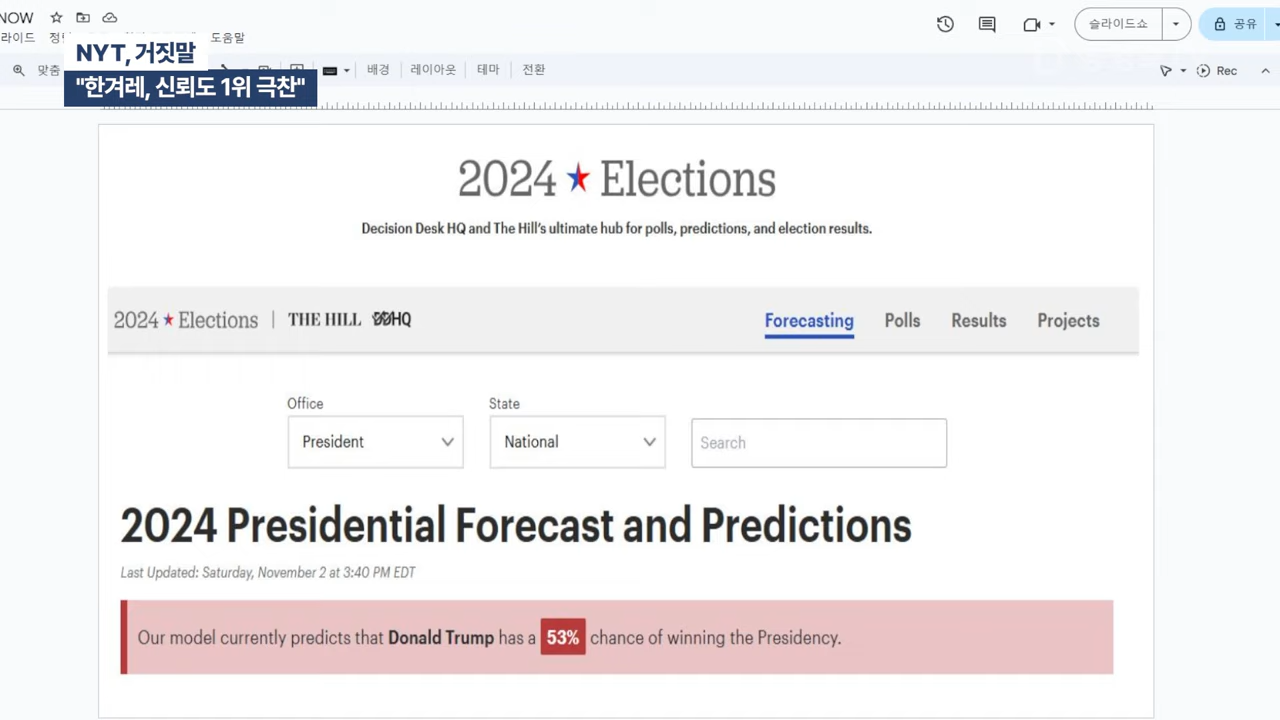 NOW
라이드
도움말
슬라이드쇼
공유
NYT, 거짓말
"한겨레, 신뢰도 1위 극찬"
맞춤
배경
레이아웃
테마
전환
Rec
2024 Elections
Decision Desk HQ and The Hill's ultimate hub for polls, predictions, and election results.
2024 Elections | THE HILL DDHQ
Forecasting Polls Results Projects
Office State
President National Search
2024 Presidential Forecast and Predictions
Last Updated: Saturday, November 2 at 3:40 PM EDT
Our model currently predicts that Donald Trump has a 53% chance of winning the Presidency.